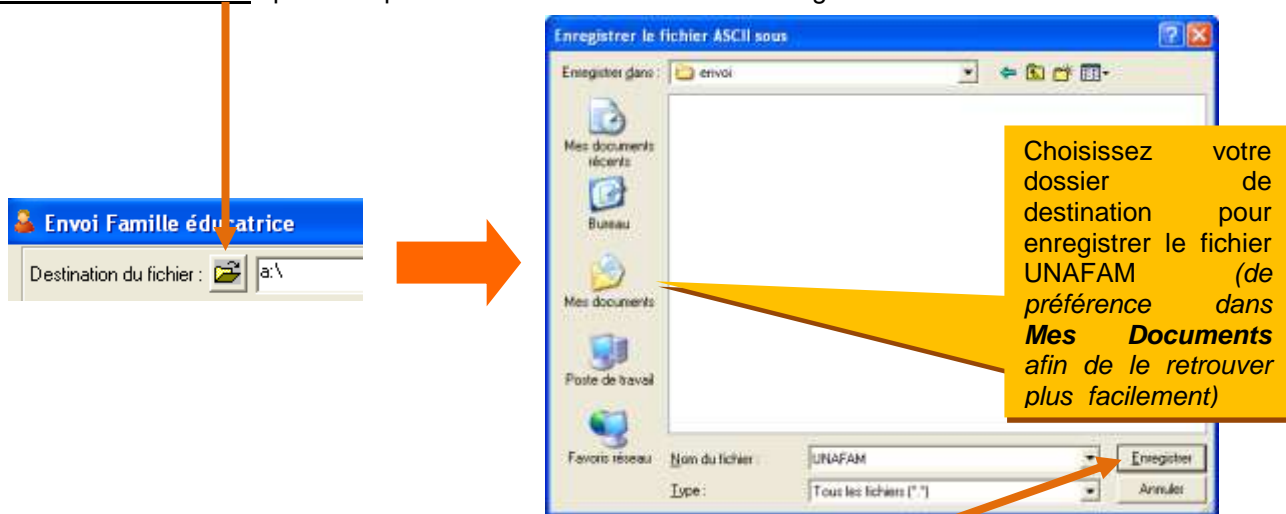 Enregistrer le fichier ASCII sous
Enregistrer dans : envoi
Mes documents
récents
Bureau
Mes documents
Poste de travail
Favoris réseau
Nom du fichier : UNAFAM
Enregistrer
Type : Tous les fichiers (*.*)
Annuler
Envoi Famille éducatrice
Destination du fichier : a:\
Choisissez votre
dossier de
destination pour
enregistrer le fichier
UNAFAM (de
préférence dans
Mes Documents
afin de le retrouver
plus facilement)